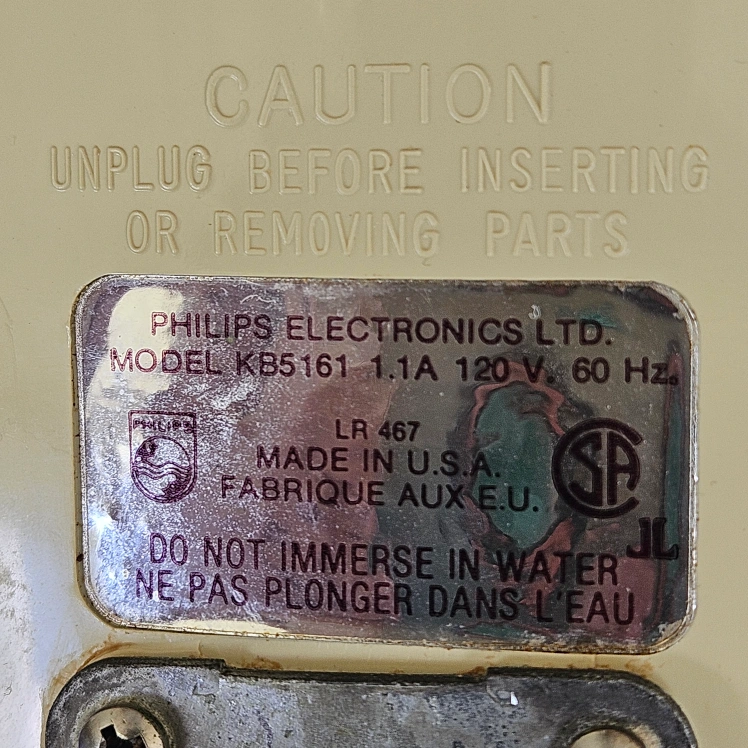 CAUTION
UNPLUG BEFORE INSERTING
OR REMOVING PARTS
PHILIPS ELECTRONICS LTD.
MODEL KB5161 1.1A 120 V. 60 Hz.
PHILIPS
LR 467
MADE IN U.S.A.
FABRIQUE AUX E.U.
SA
JL
DO NOT IMMERSE IN WATER
NE PAS PLONGER DANS L'EAU